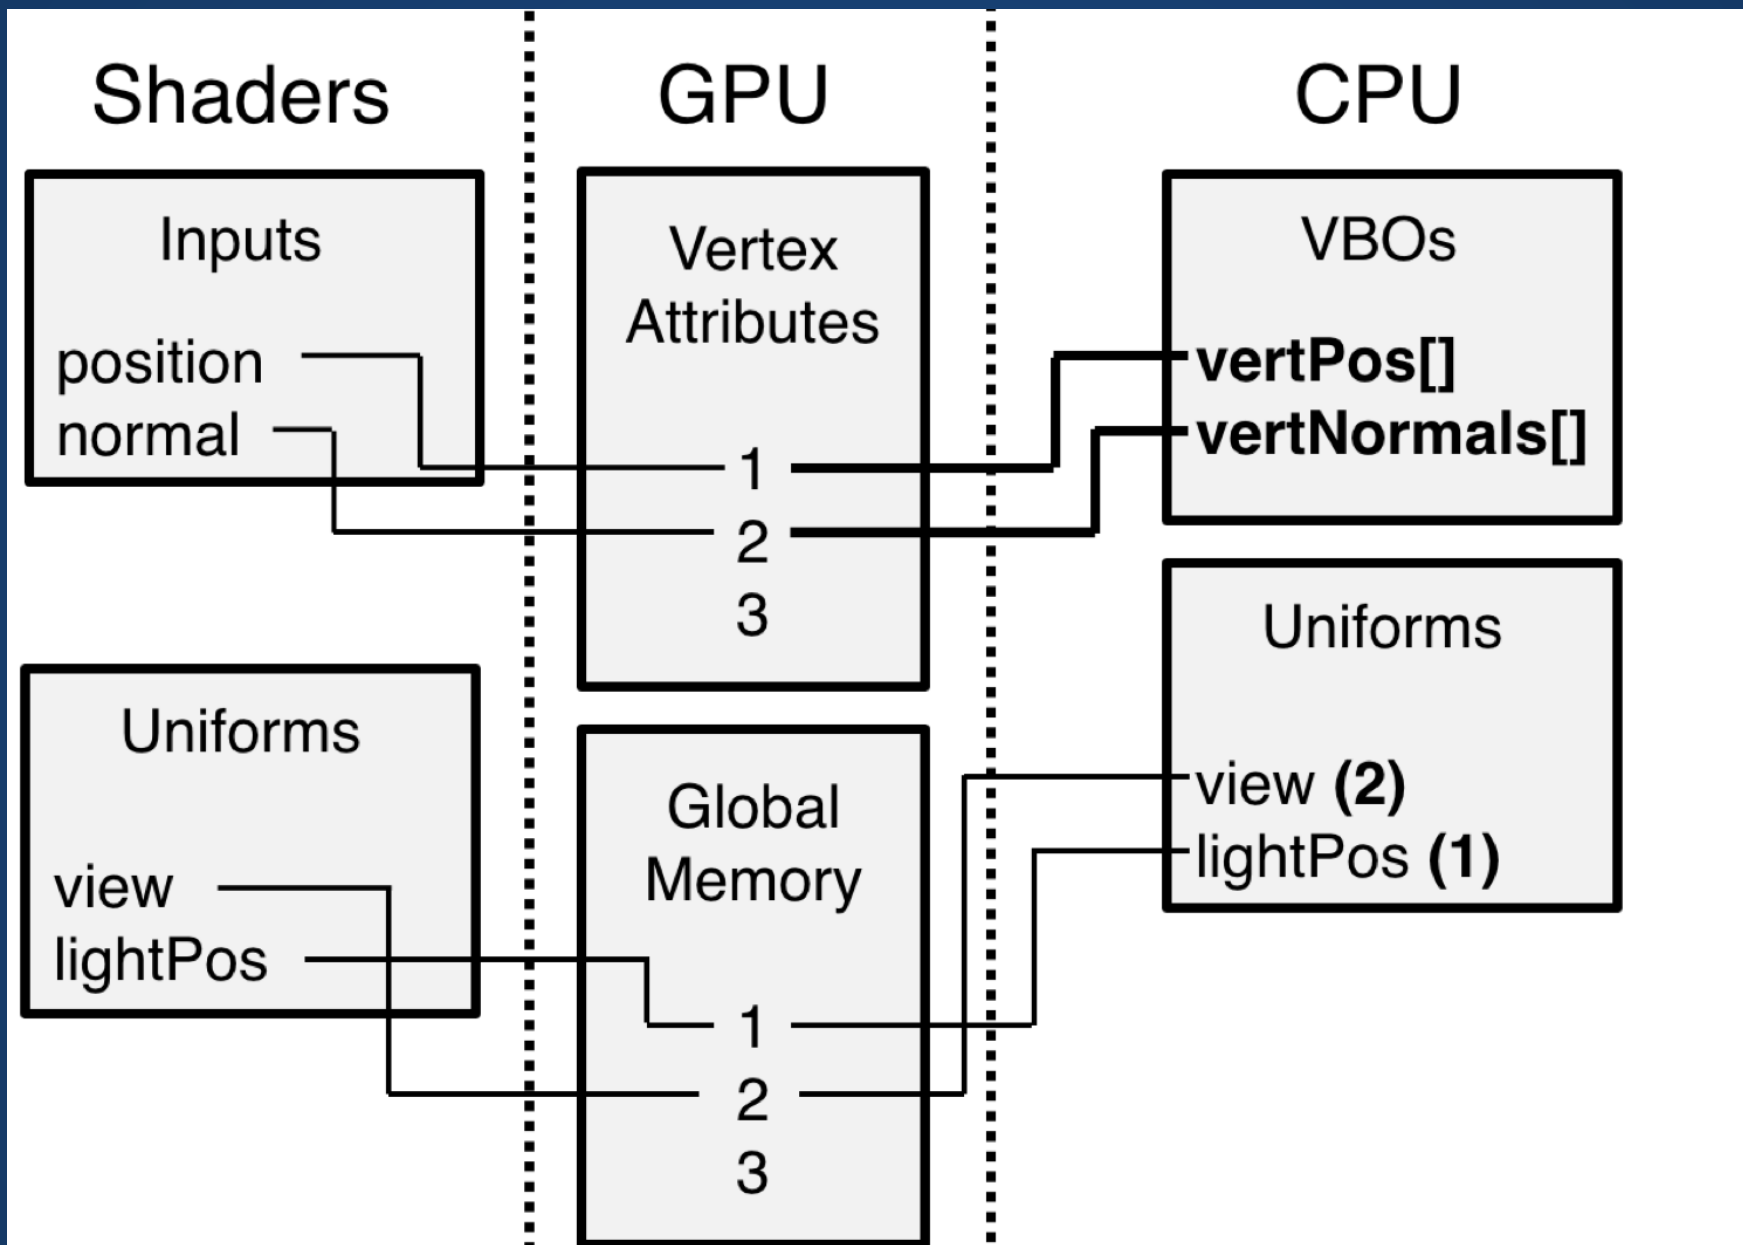 Shaders
GPU
CPU
Inputs
position
normal
Vertex
Attributes
1
2
3
VBOs
vertPos[]
vertNormals[]
Uniforms
view
lightPos
Global
Memory
1
2
3
Uniforms
view (2)
lightPos (1)